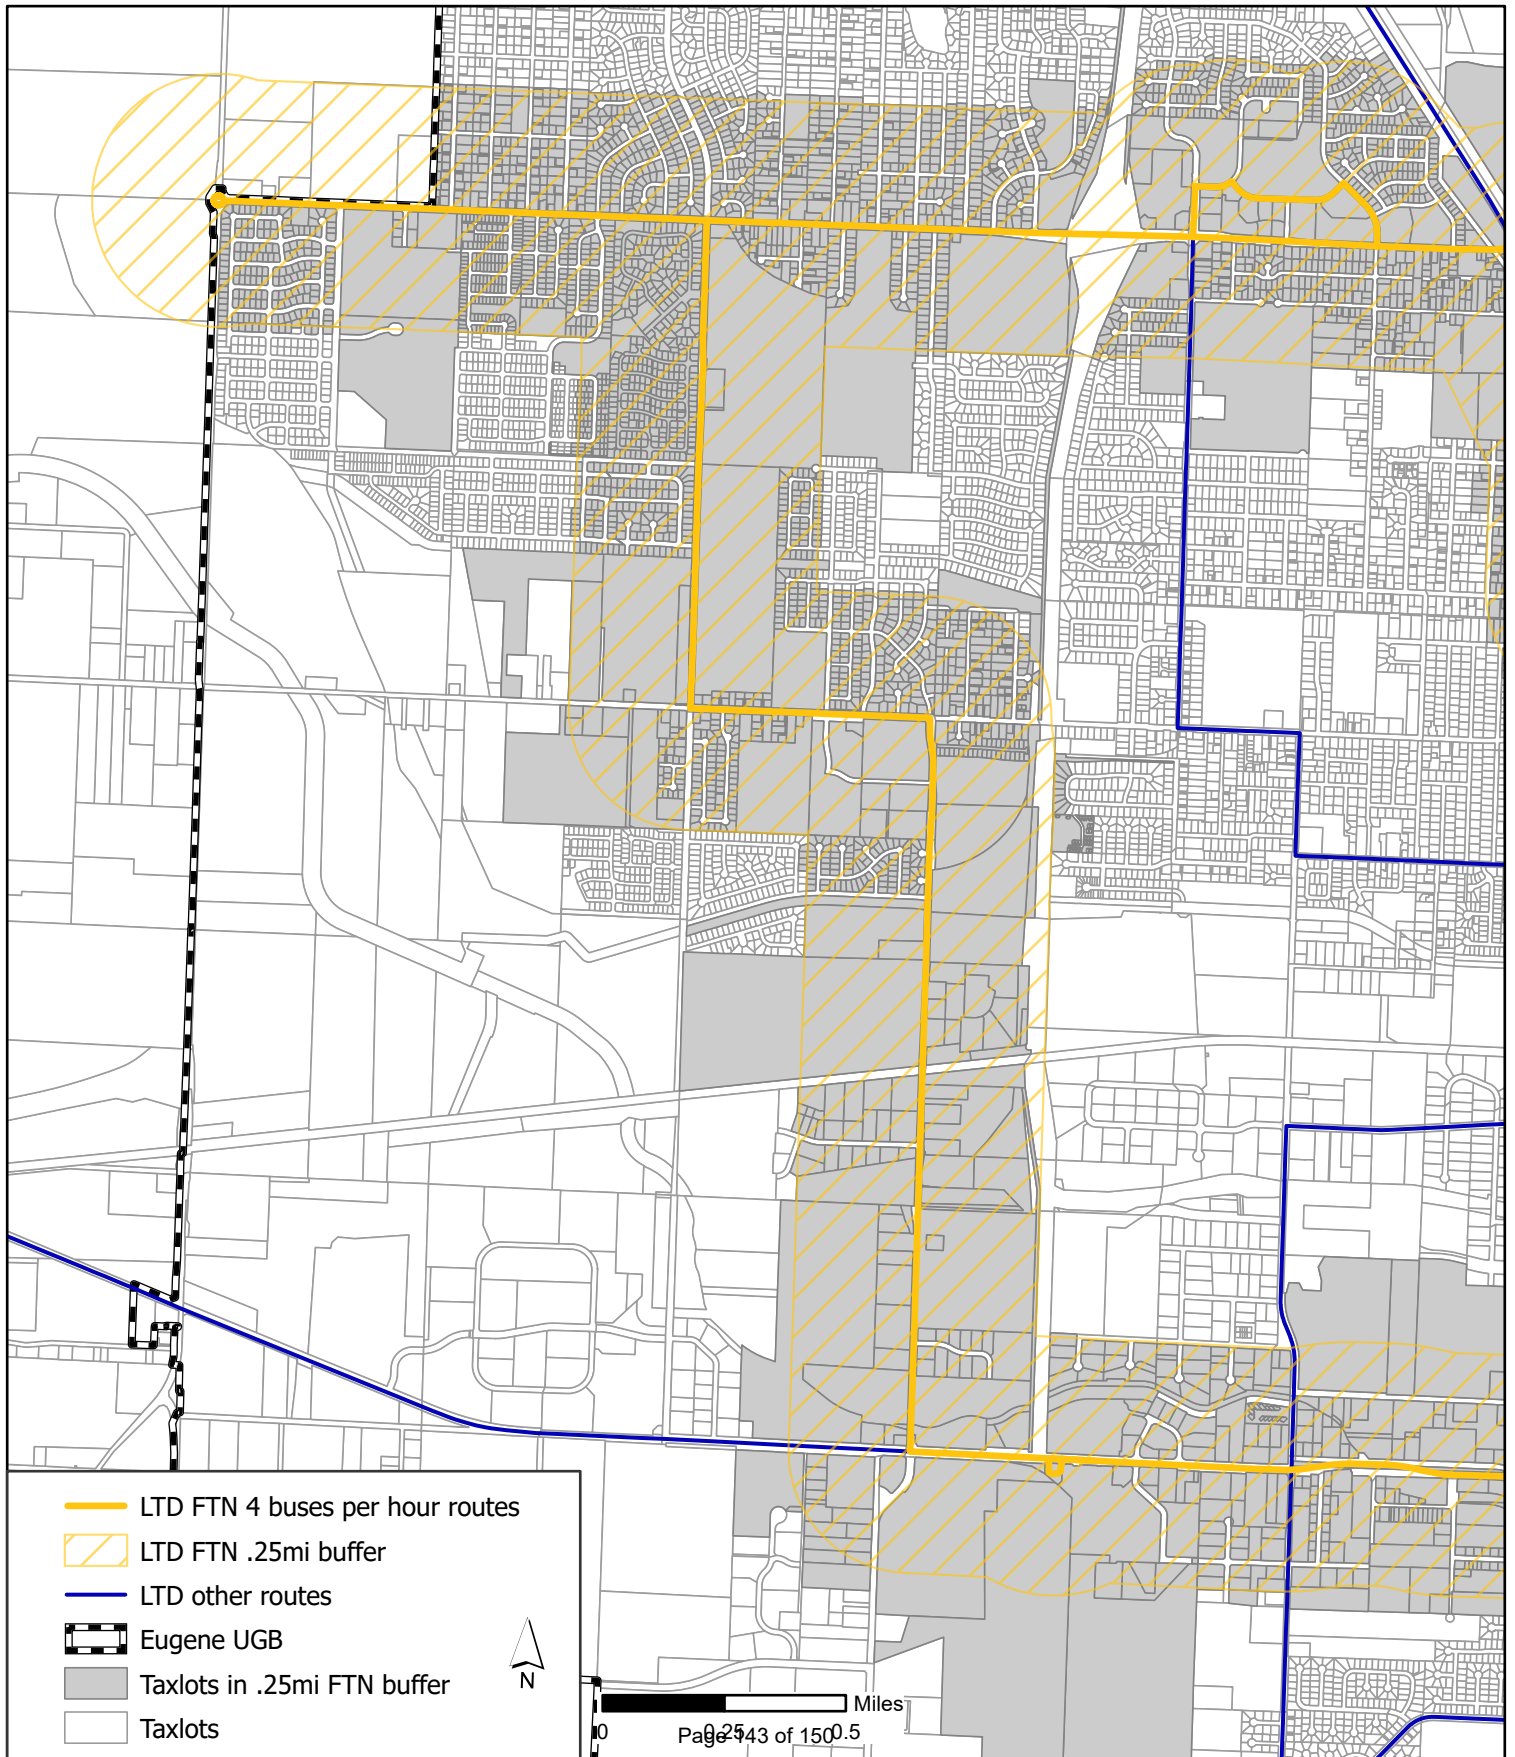 LTD FTN 4 buses per hour routes
LTD FTN .25mi buffer
LTD other routes
Eugene UGB
Taxlots in .25mi FTN buffer
Taxlots
N
Miles
0 0.25 0.5
Page 143 of 150